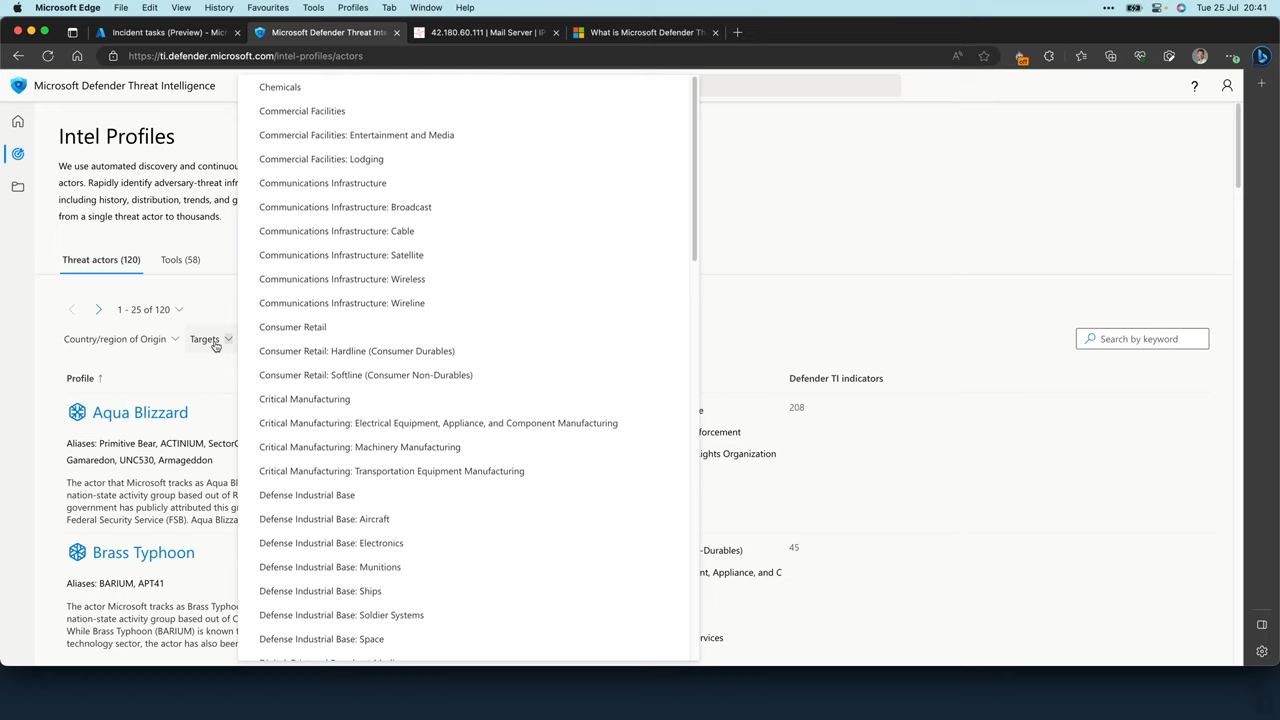 Microsoft Edge File Edit View History Favourites Tools Profiles Tab Window Help
Tue 25 Jul 20:41
Incident tasks (Preview) - Micr
Microsoft Defender Threat Inte
42.180.60.111 | Mail Server | IP
What is Microsoft Defender Th
https://ti.defender.microsoft.com/intel-profiles/actors
off
Microsoft Defender Threat Intelligence
Intel Profiles
We use automated discovery and continuou
actors. Rapidly identify adversary-threat infr
including history, distribution, trends, and g
from a single threat actor to thousands.
Threat actors (120)
Tools (58)
1 - 25 of 120
Country/region of Origin
Targets
Search by keyword
Chemicals
Commercial Facilities
Commercial Facilities: Entertainment and Media
Commercial Facilities: Lodging
Communications Infrastructure
Communications Infrastructure: Broadcast
Communications Infrastructure: Cable
Communications Infrastructure: Satellite
Communications Infrastructure: Wireless
Communications Infrastructure: Wireline
Consumer Retail
Consumer Retail: Hardline (Consumer Durables)
Consumer Retail: Softline (Consumer Non-Durables)
Critical Manufacturing
Critical Manufacturing: Electrical Equipment, Appliance, and Component Manufacturing
Critical Manufacturing: Machinery Manufacturing
Critical Manufacturing: Transportation Equipment Manufacturing
Defense Industrial Base
Defense Industrial Base: Aircraft
Defense Industrial Base: Electronics
Defense Industrial Base: Munitions
Defense Industrial Base: Ships
Defense Industrial Base: Soldier Systems
Defense Industrial Base: Space
Profile ↑
Defender TI indicators
Aqua Blizzard
Aliases: Primitive Bear, ACTINIUM, SectorC
Gamaredon, UNC530, Armageddon
The actor that Microsoft tracks as Aqua Bl
nation-state activity group based out of R
government has publicly attributed this gr
Federal Security Service (FSB). Aqua Blizza
e
forcement
ights Organization
208
Brass Typhoon
Aliases: BARIUM, APT41
The actor Microsoft tracks as Brass Typhoo
nation-state activity group based out of C
While Brass Typhoon (BARIUM) is known t
technology sector, the actor has also been
-Durables)
nt, Appliance, and C
rvices
45